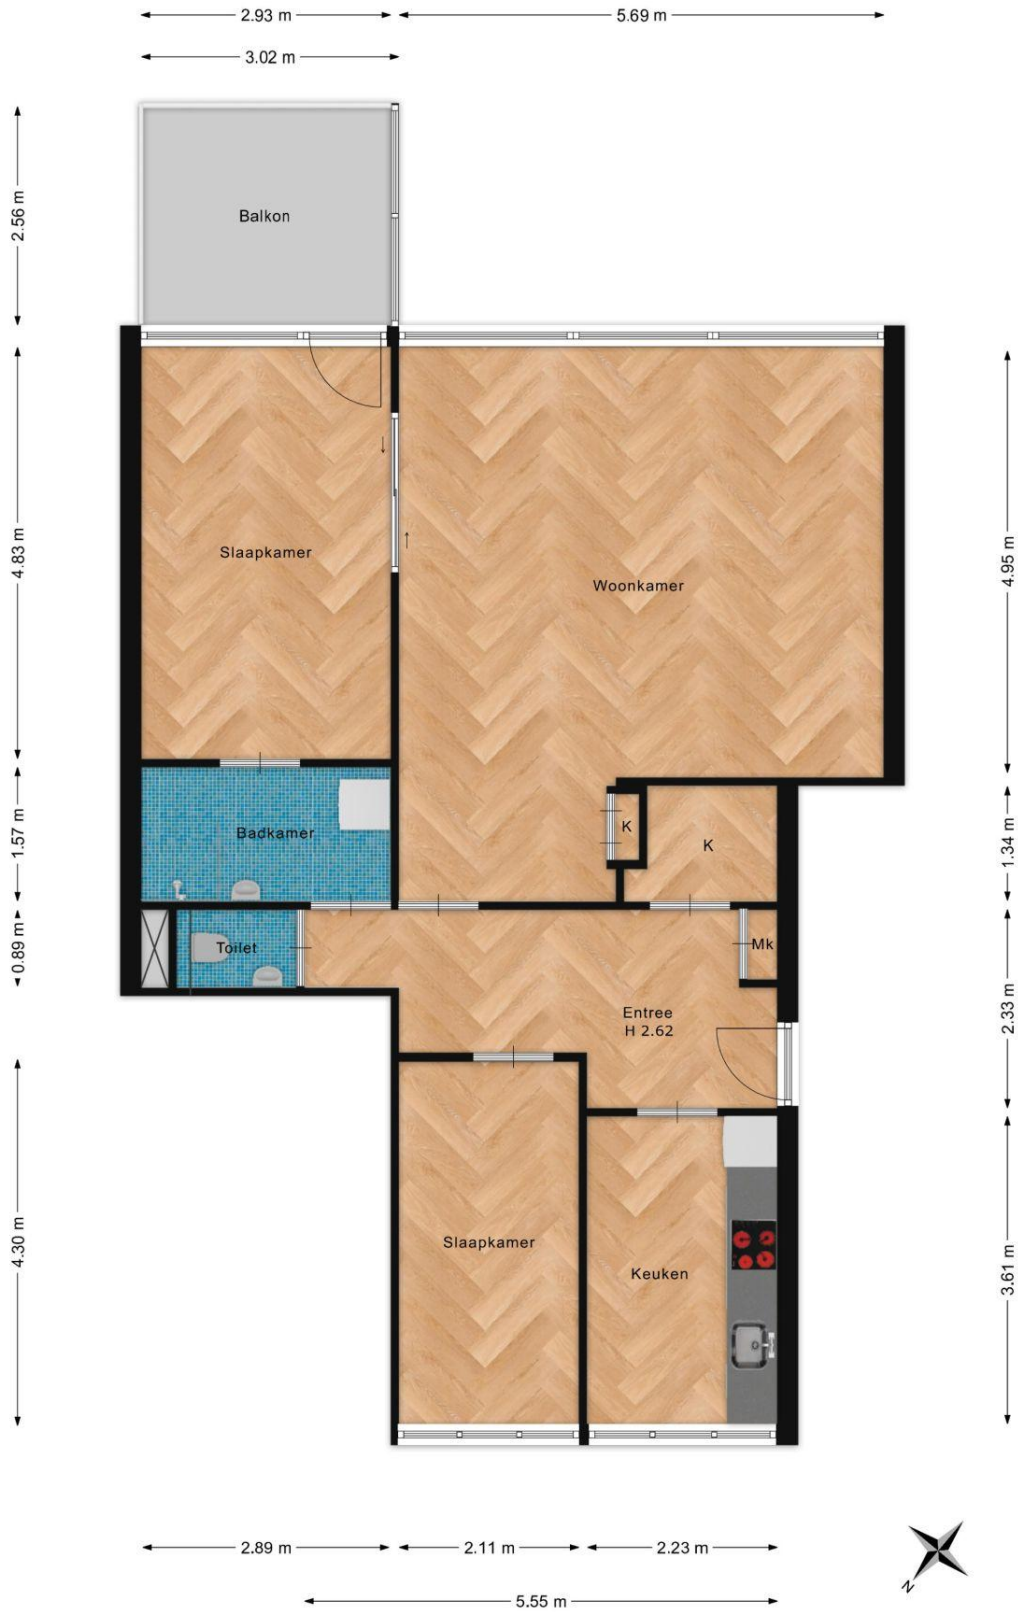 2.93 m
5.69 m
3.02 m
2.56 m
Balkon
4.83 m
Slaapkamer
4.95 m
Woonkamer
1.57 m
Badkamer
K
K
1.34 m
0.89 m
Toilet
Mk
Entree
H 2.62
2.33 m
4.30 m
Slaapkamer
Keuken
3.61 m
2.89 m
2.11 m
2.23 m
5.55 m
N